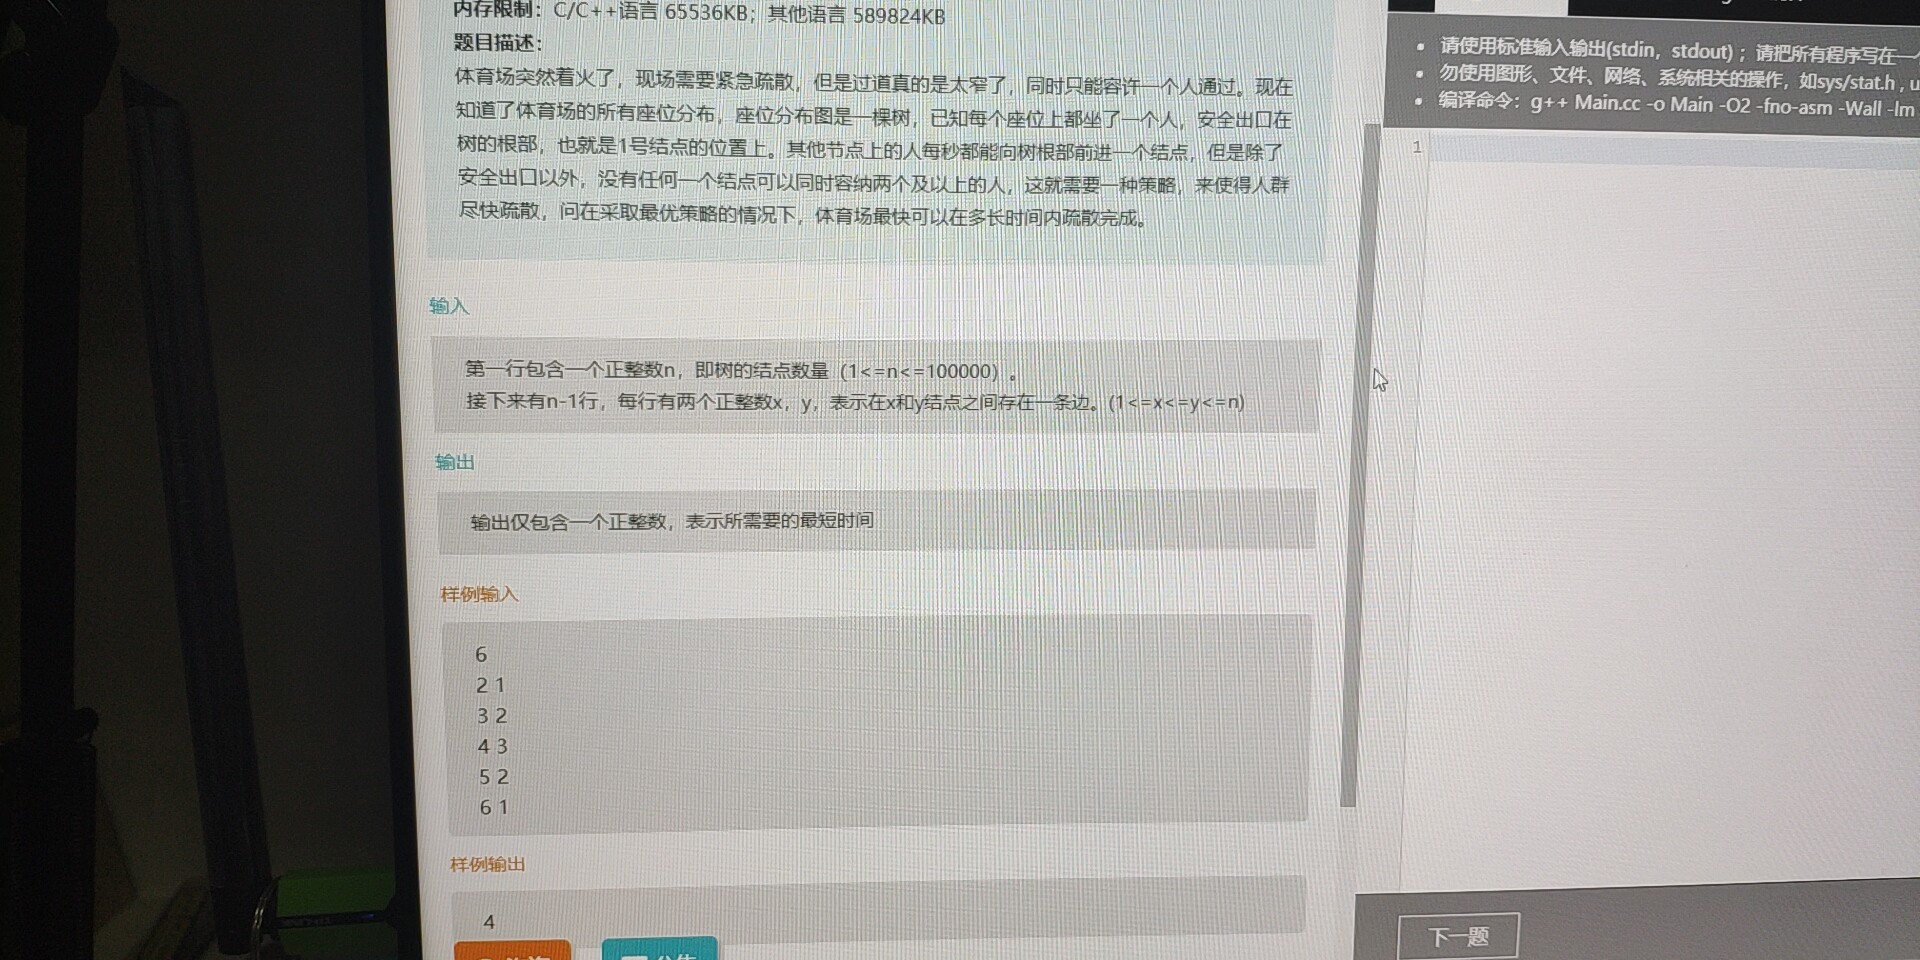 内存限制：C/C++语言 65536KB；其他语言 589824KB
题目描述：
体育场突然着火了，现场需要紧急疏散，但是过道真的是太窄了，同时只能容许一个人通过。现在
知道了体育场的所有座位分布，座位分布图是一棵树，已知每个座位上都坐了一个人，安全出口在
树的根部，也就是1号结点的位置上。其他节点上的人每秒都能向树根部前进一个结点，但是除了
安全出口以外，没有任何一个结点可以同时容纳两个及以上的人，这就需要一种策略，来使得人群
尽快疏散，问在采取最优策略的情况下，体育场最快可以在多长时间内疏散完成。
输入
第一行包含一个正整数n，即树的结点数量（1<=n<=100000）。
接下来有n-1行，每行有两个正整数x，y，表示在x和y结点之间存在一条边。(1<=x<=y<=n)
输出
输出仅包含一个正整数，表示所需要的最短时间
样例输入
6
2 1
3 2
4 3
5 2
6 1
样例输出
4
请使用标准输入输出(stdin，stdout)；请把所有程序写在一
勿使用图形、文件、网络、系统相关的操作，如sys/stat.h , u
编译命令：g++ Main.cc -o Main -O2 -fno-asm -Wall -lm
1
下一题